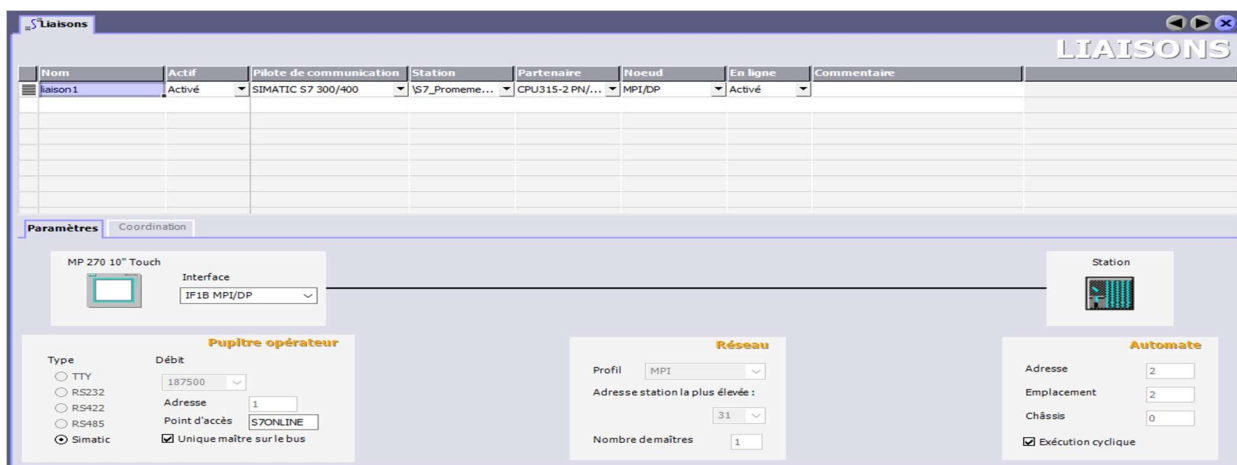 Liaisons
LIAISONS
Nom Actif Pilote de communication Station Partenaire Noeud En ligne Commentaire
liaison1 Activé SIMATIC S7 300/400 \S7_Promeme... CPU315-2 PN/... MPI/DP Activé
Paramètres Coordination
MP 270 10" Touch
Station
Interface
IF1B MPI/DP
Pupitre opérateur
Réseau
Automate
Type
Débit
TTY
187500
RS232
RS422
Adresse 1
RS485
Point d'accès S7ONLINE
Simatic
Unique maître sur le bus
Profil MPI
Adresse station la plus élevée :
31
Nombre demaîtres 1
Adresse 2
Emplacement 2
Châssis 0
Exécution cyclique